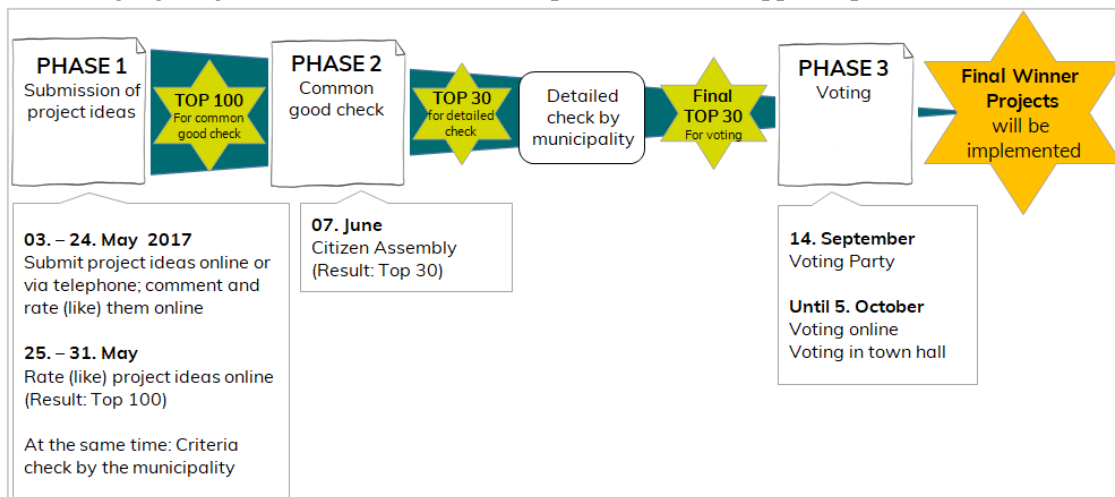 PHASE 1
Submission of
project ideas
TOP 100
For common
good check
PHASE 2
Common
good check
TOP 30
for detailed
check
Detailed
check by
municipality
Final
TOP 30
For voting
PHASE 3
Voting
Final Winner
Projects
will be
implemented
03. – 24. May 2017
Submit project ideas online or
via telephone; comment and
rate (like) them online
25. – 31. May
Rate (like) project ideas online
(Result: Top 100)
At the same time: Criteria
check by the municipality
07. June
Citizen Assembly
(Result: Top 30)
14. September
Voting Party
Until 5. October
Voting online
Voting in town hall